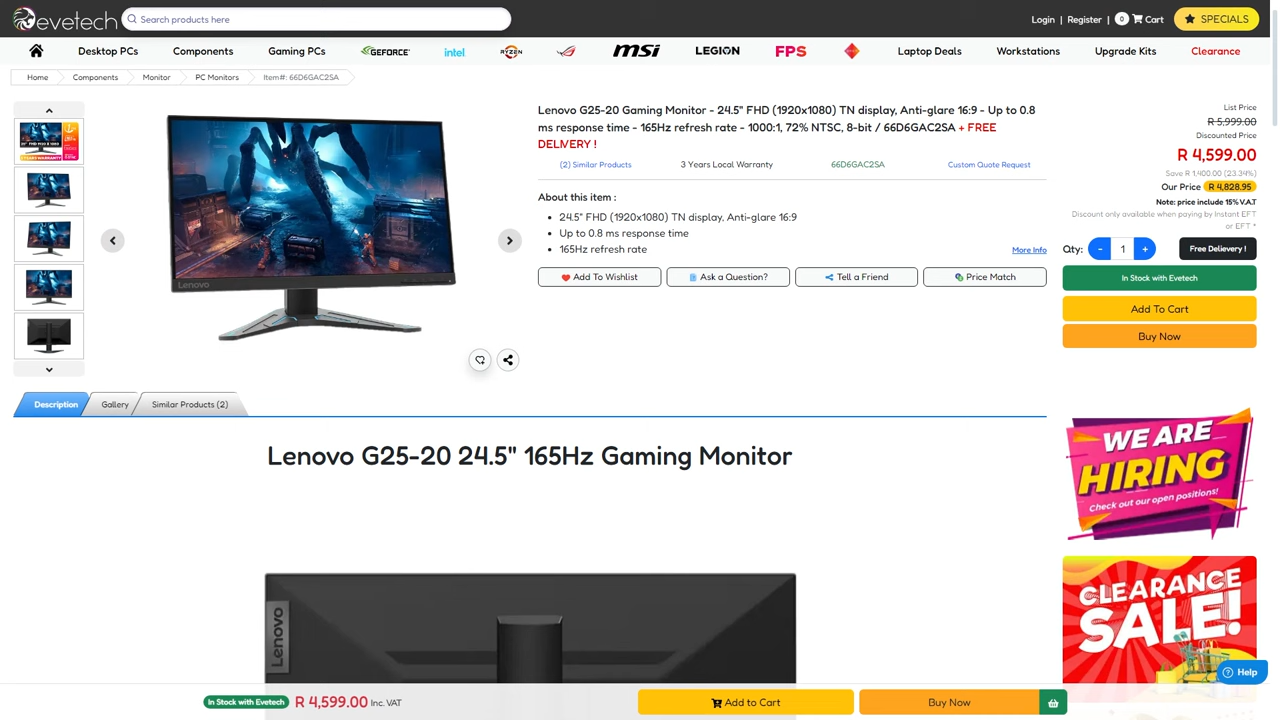 evetech
Search products here
Login | Register | 0 Cart
SPECIALS
Desktop PCs
Components
Gaming PCs
GEFORCE
intel
RYZEN
msi
LEGION
FPS
Laptop Deals
Workstations
Upgrade Kits
Clearance
Home
Components
Monitor
PC Monitors
Item#: 66D6GAC2SA
Lenovo
Lenovo G25-20 Gaming Monitor - 24.5" FHD (1920x1080) TN display, Anti-glare 16:9 - Up to 0.8
ms response time - 165Hz refresh rate - 1000:1, 72% NTSC, 8-bit / 66D6GAC2SA + FREE
DELIVERY !
(2) Similar Products
3 Years Local Warranty
66D6GAC2SA
Custom Quote Request
About this item :
24.5" FHD (1920x1080) TN display, Anti-glare 16:9
Up to 0.8 ms response time
165Hz refresh rate
More Info
Add To Wishlist
Ask a Question?
Tell a Friend
Price Match
List Price
R 5,999.00
Discounted Price
R 4,599.00
Save R 1,400.00 (23.34%)
Our Price R 4,828.95
Note: price include 15% V.A.T
Discount only available when paying by Instant EFT
or EFT *
Qty: - 1 +
Free Delievery !
In Stock with Evetech
Add To Cart
Buy Now
Description
Gallery
Similar Products (2)
Lenovo G25-20 24.5" 165Hz Gaming Monitor
Lenovo
WE ARE
HIRING
Check out our open positions!
CLEARANCE
SALE!
Help
In Stock with Evetech
R 4,599.00 Inc. VAT
Add to Cart
Buy Now